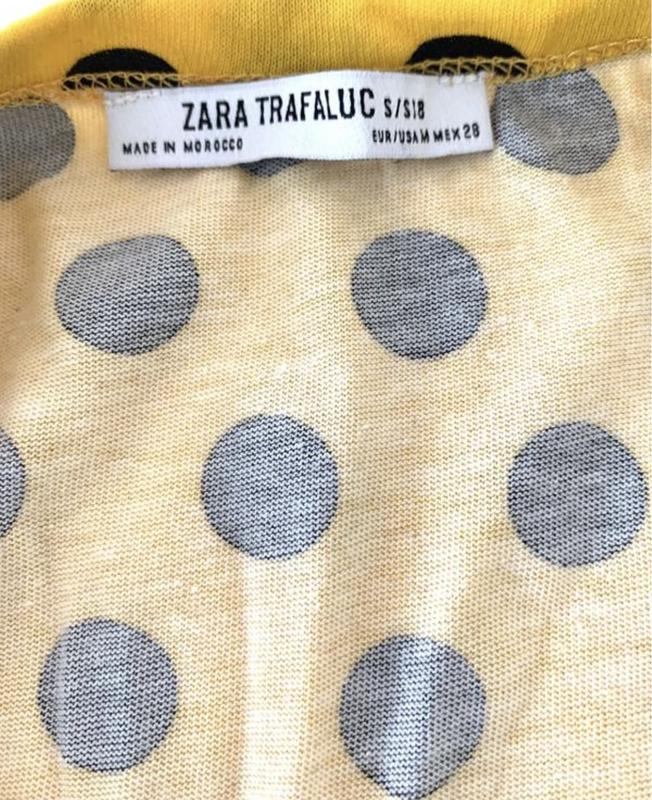 ZARA TRAFALUC S/S18
MADE IN MOROCCO EUR/USA M MEX 28